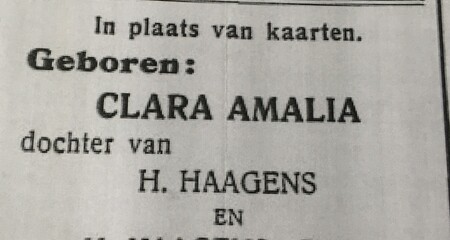 In plaats van kaarten.
Geboren:
CLARA AMALIA
dochter van
H. HAAGENS
EN